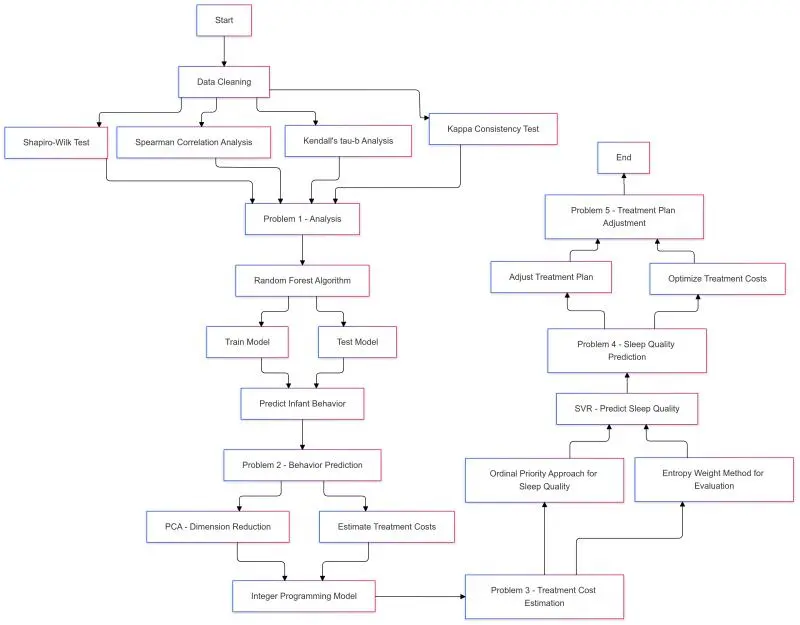 Start
Data Cleaning
Shapiro-Wilk Test
Spearman Correlation Analysis
Kendall's tau-b Analysis
Kappa Consistency Test
Problem 1 - Analysis
Random Forest Algorithm
Train Model
Test Model
Predict Infant Behavior
Problem 2 - Behavior Prediction
PCA - Dimension Reduction
Estimate Treatment Costs
Integer Programming Model
Problem 3 - Treatment Cost
Estimation
Ordinal Priority Approach for
Sleep Quality
Entropy Weight Method for
Evaluation
SVR - Predict Sleep Quality
Problem 4 - Sleep Quality
Prediction
Adjust Treatment Plan
Optimize Treatment Costs
Problem 5 - Treatment Plan
Adjustment
End